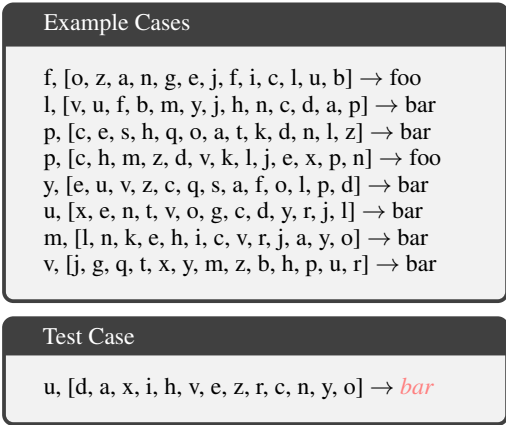 Example Cases
f, [o, z, a, n, g, e, j, f, i, c, l, u, b] → foo
l, [v, u, f, b, m, y, j, h, n, c, d, a, p] → bar
p, [c, e, s, h, q, o, a, t, k, d, n, l, z] → bar
p, [c, h, m, z, d, v, k, l, j, e, x, p, n] → foo
y, [e, u, v, z, c, q, s, a, f, o, l, p, d] → bar
u, [x, e, n, t, v, o, g, c, d, y, r, j, l] → bar
m, [l, n, k, e, h, i, c, v, r, j, a, y, o] → bar
v, [j, g, q, t, x, y, m, z, b, h, p, u, r] → bar
Test Case
u, [d, a, x, i, h, v, e, z, r, c, n, y, o] → bar